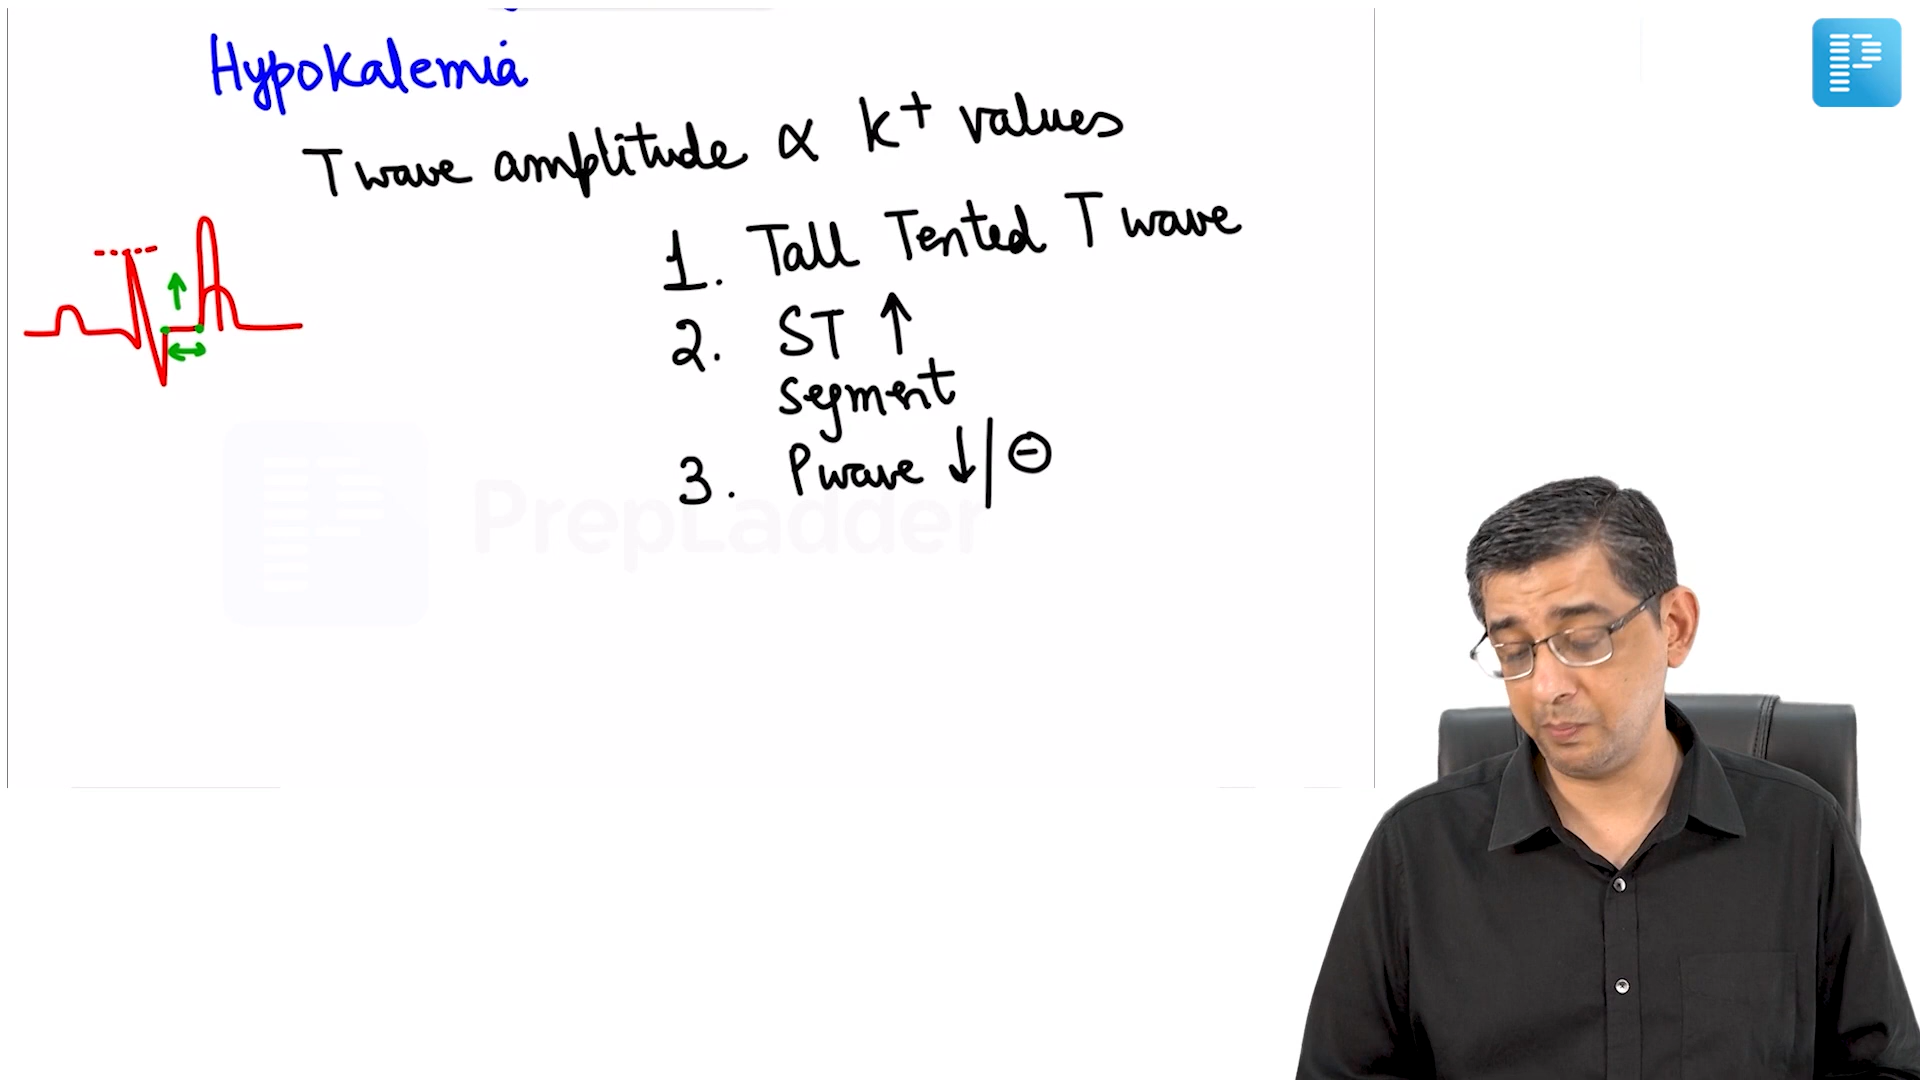 Hypokalemia
T wave amplitude ∝ K+ values
1. Tall Tented T wave
2. ST ↑
segment
3. P wave ↓/⊖
PrepLadder